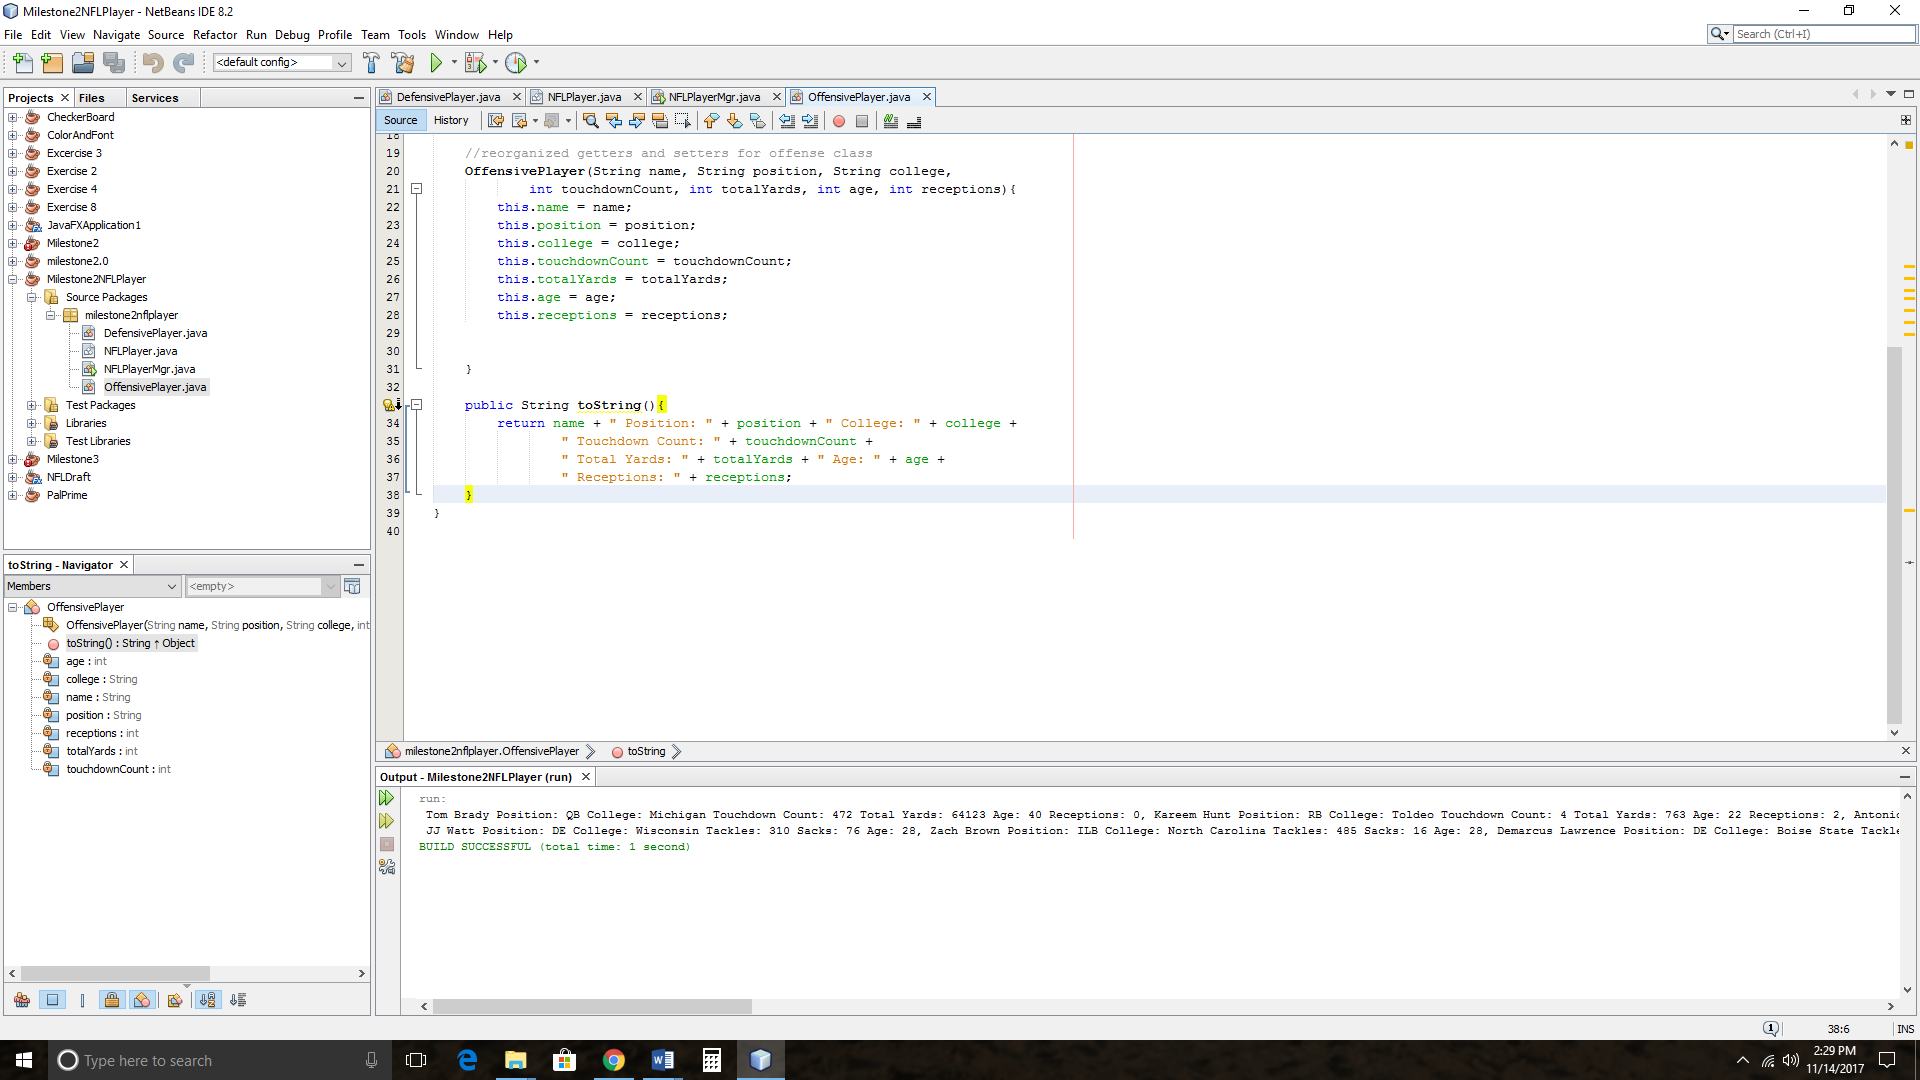 Milestone2NFLPlayer - NetBeans IDE 8.2
File Edit View Navigate Source Refactor Run Debug Profile Team Tools Window Help
Search (Ctrl+I)
<default config>
Projects Files Services
CheckerBoard
ColorAndFont
Excercise 3
Exercise 2
Exercise 4
Exercise 8
JavaFXApplication1
Milestone2
milestone2.0
Milestone2NFLPlayer
Source Packages
milestone2nflplayer
DefensivePlayer.java
NFLPlayer.java
NFLPlayerMgr.java
OffensivePlayer.java
Test Packages
Libraries
Test Libraries
Milestone3
NFLDraft
PalPrime
toString - Navigator
Members <empty>
OffensivePlayer
OffensivePlayer(String name, String position, String college, int
toString() : String ↑ Object
age : int
college : String
name : String
position : String
receptions : int
totalYards : int
touchdownCount : int
DefensivePlayer.java NFLPlayer.java NFLPlayerMgr.java OffensivePlayer.java
Source History
18
19 //reorganized getters and setters for offense class
20 OffensivePlayer(String name, String position, String college,
21 int touchdownCount, int totalYards, int age, int receptions){
22 this.name = name;
23 this.position = position;
24 this.college = college;
25 this.touchdownCount = touchdownCount;
26 this.totalYards = totalYards;
27 this.age = age;
28 this.receptions = receptions;
29
30
31 }
32
public String toString(){
34 return name + " Position: " + position + " College: " + college +
35 " Touchdown Count: " + touchdownCount +
36 " Total Yards: " + totalYards + " Age: " + age +
37 " Receptions: " + receptions;
38 }
39 }
40
milestone2nflplayer.OffensivePlayer toString
Output - Milestone2NFLPlayer (run)
run:
Tom Brady Position: QB College: Michigan Touchdown Count: 472 Total Yards: 64123 Age: 40 Receptions: 0, Kareem Hunt Position: RB College: Toldeo Touchdown Count: 4 Total Yards: 763 Age: 22 Receptions: 2, Antonio
JJ Watt Position: DE College: Wisconsin Tackles: 310 Sacks: 76 Age: 28, Zach Brown Position: ILB College: North Carolina Tackles: 485 Sacks: 16 Age: 28, Demarcus Lawrence Position: DE College: Boise State Tackle
BUILD SUCCESSFUL (total time: 1 second)
1 38:6 INS
Type here to search
2:29 PM
11/14/2017